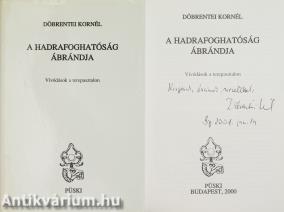 DÖBRENTEI KORNÉL
A HADRAFOGHATÓSÁG
ÁBRÁNDJA
Vívódások a terepasztalon
PÜSKI
DÖBRENTEI KORNÉL
A HADRAFOGHATÓSÁG
ÁBRÁNDJA
Vívódások a terepasztalon
PÜSKI
BUDAPEST, 2000
Antikvárium.hu